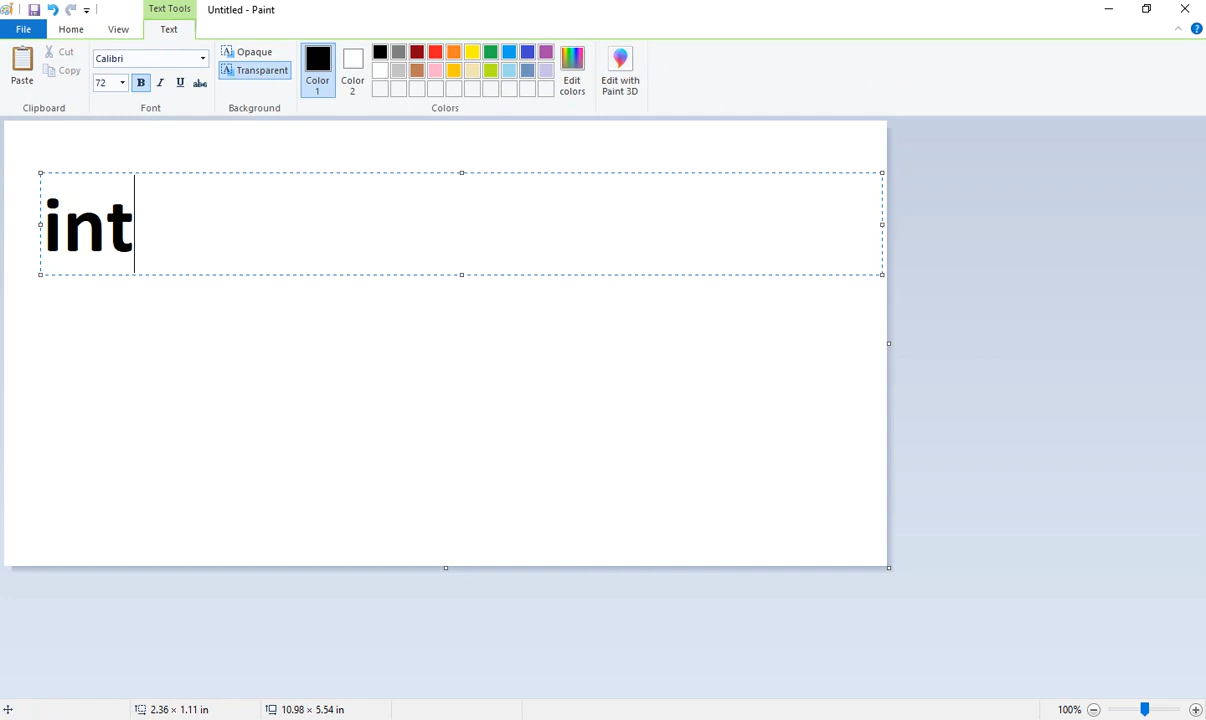 Text Tools
Untitled - Paint
File
Home
View
Text
Paste
Cut
Copy
Clipboard
Calibri
72
B
I
U
abc
Font
Opaque
Transparent
Background
Color 1
Color 2
Colors
Edit colors
Edit with Paint 3D
int
2.36 × 1.11 in
10.98 × 5.54 in
100%